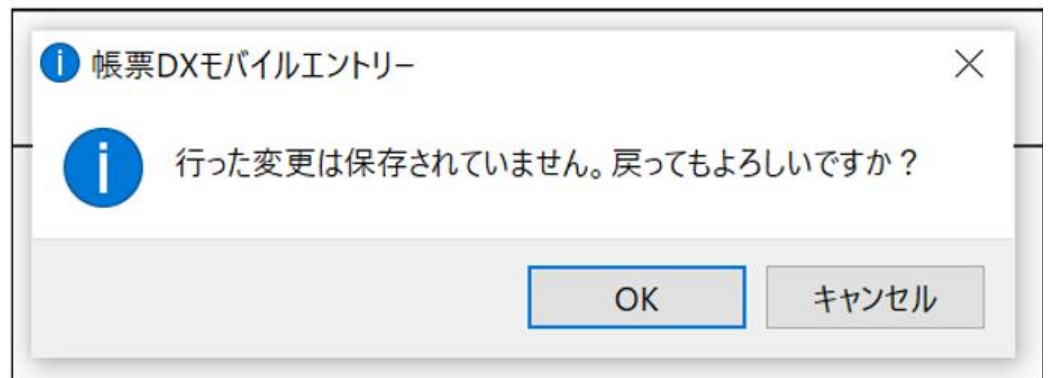 帳票DXモバイルエントリー
行った変更は保存されていません。戻ってもよろしいですか？
OK
キャンセル